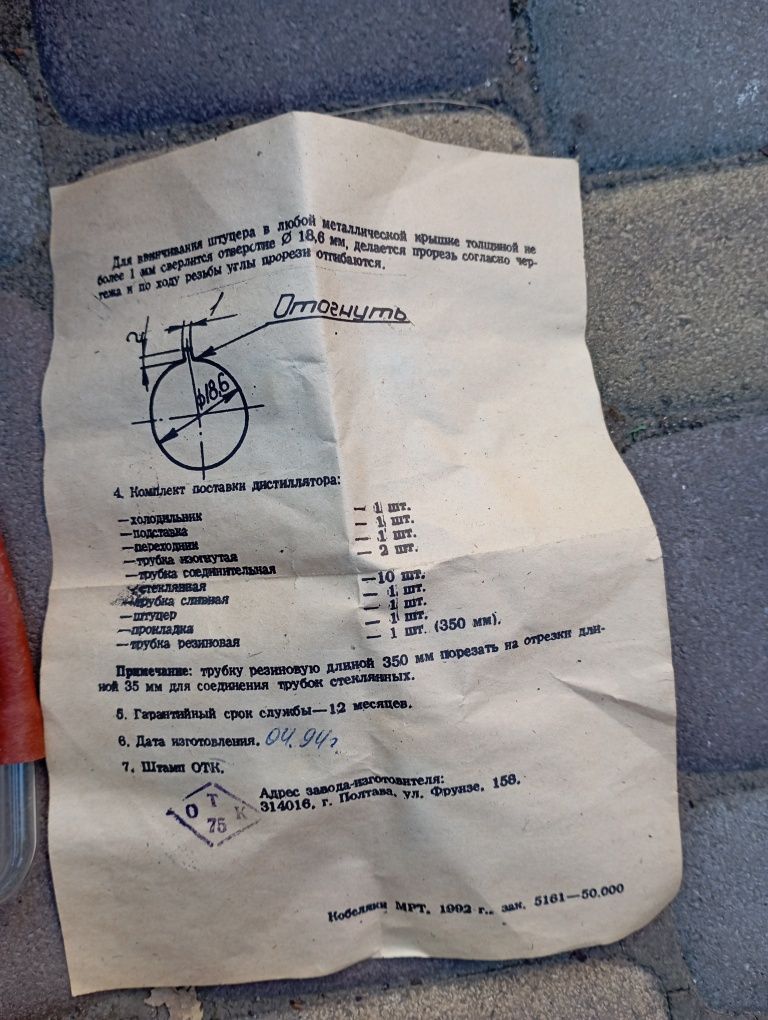 Для ввинчивания штуцера в любой металлической крышке толщиной не
более 1 мм сверлится отверстие Ø 18,6 мм, делается прорезь согласно чер-
тежа и по ходу резьбы углы прорези отгибаются.
Отогнуть
1
2
ϕ18,6
4. Комплект поставки дистиллятора:
—холодильник — 1 шт.
—подставка — 1 шт.
—переходник — 1 шт.
—трубка изогнутая — 2 шт.
—трубка соединительная
стеклянная —10 шт.
—трубка сливная — 1 шт.
—штуцер — 1 шт.
—прокладка — 1 шт.
—трубка резиновая — 1 шт. (350 мм).
Примечание: трубку резиновую длиной 350 мм порезать на отрезки дли-
ной 35 мм для соединения трубок стеклянных.
5. Гарантийный срок службы—12 месяцев.
6. Дата изготовления. 04.94г
7. Штамп ОТК.
О Т К
75
Адрес завода-изготовителя:
314016, г. Полтава, ул. Фрунзе, 158.
Кобеляки МРТ. 1992 г., зак. 5161—50.000